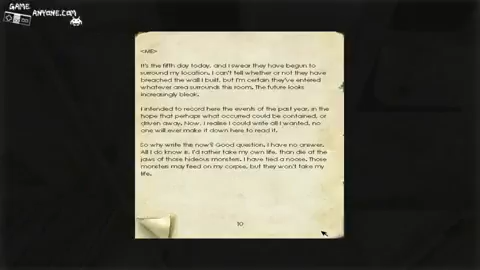 GAME
ANYONE.COM
It's the fifth day today, and I swear they have begun to
surround my location. I can't tell whether or not they have
breached the wall I built, but I'm certain they've entered
whatever area surrounds this room. The future looks
increasingly bleak.
I intended to record here the events of the past year, in the
hope that perhaps what occurred could be contained, or
driven away. Now, I realise I could write all I wanted, no
one will ever make it down here to read it.
So why write this now? Good question, I have no answer.
All I do know is, I'd rather take my own life, than die at the
jaws of those hideous monsters. I have tied a noose. Those
monsters may feed on my corpse, but they won't take my
life.
10